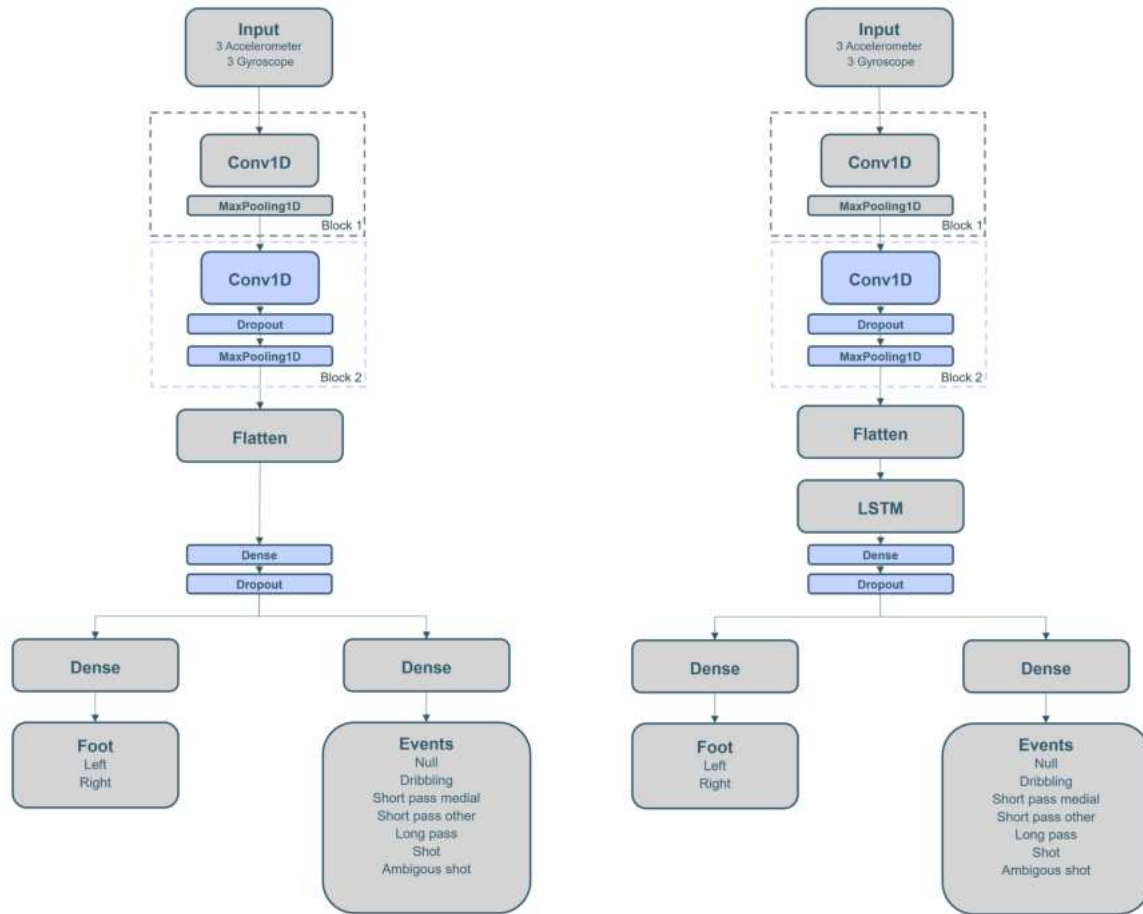 Input
3 Accelerometer
3 Gyroscope
Conv1D
MaxPooling1D
Block 1
Conv1D
Dropout
MaxPooling1D
Block 2
Flatten
Dense
Dropout
Dense
Dense
Foot
Left
Right
Events
Null
Dribbling
Short pass medial
Short pass other
Long pass
Shot
Ambigous shot
Input
3 Accelerometer
3 Gyroscope
Conv1D
MaxPooling1D
Block 1
Conv1D
Dropout
MaxPooling1D
Block 2
Flatten
LSTM
Dense
Dropout
Dense
Dense
Foot
Left
Right
Events
Null
Dribbling
Short pass medial
Short pass other
Long pass
Shot
Ambigous shot